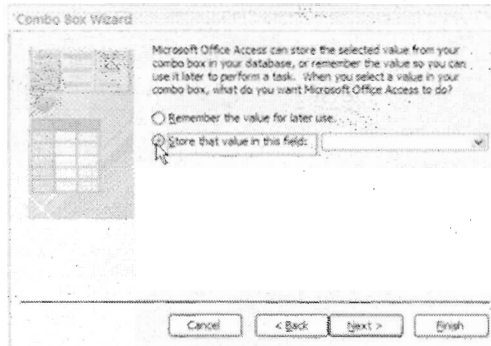 Combo Box Wizard
Microsoft Office Access can store the selected value from your
combo box in your database, or remember the value so you can
use it later to perform a task. When you select a value in your
combo box, what do you want Microsoft Office Access to do?
Remember the value for later use.
Store that value in this field:
Cancel
< Back
Next >
Finish